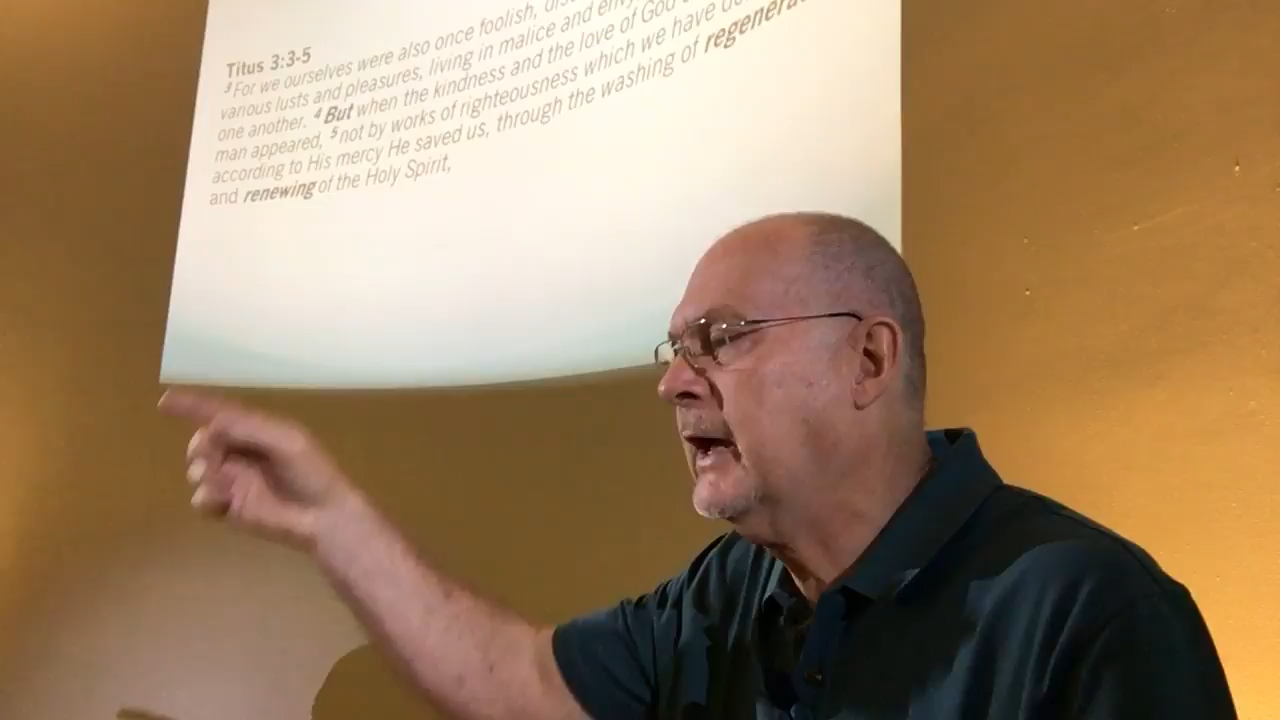 Titus 3:3-5
3 For we ourselves were also once foolish,
various lusts and pleasures, living in malice and envy
one another. 4 But when the kindness and the love of God
man appeared, 5 not by works of righteousness which we have
according to His mercy He saved us, through the washing of
and renewing of the Holy Spirit,